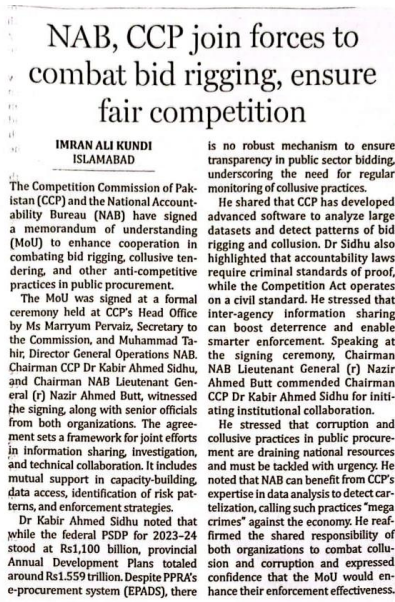 NAB, CCP join forces to
combat bid rigging, ensure
fair competition
IMRAN ALI KUNDI
ISLAMABAD
The Competition Commission of Pak-
istan (CCP) and the National Account-
ability Bureau (NAB) have signed
a memorandum of understanding
(MoU) to enhance cooperation in
combating bid rigging, collusive ten-
dering, and other anti-competitive
practices in public procurement.
The MoU was signed at a formal
ceremony held at CCP's Head Office
by Ms Marryum Pervaiz, Secretary to
the Commission, and Muhammad Ta-
hir, Director General Operations NAB.
Chairman CCP Dr Kabir Ahmed Sidhu,
and Chairman NAB Lieutenant Gen-
eral (r) Nazir Ahmed Butt, witnessed
the signing, along with senior officials
from both organizations. The agree-
ment sets a framework for joint efforts
in information sharing, investigation,
and technical collaboration. It includes
mutual support in capacity-building,
data access, identification of risk pat-
terns, and enforcement strategies.
Dr Kabir Ahmed Sidhu noted that
while the federal PSDP for 2023-24
stood at Rs1,100 billion, provincial
Annual Development Plans totaled
around Rs1.559 trillion. Despite PPRA's
e-procurement system (EPADS), there
is no robust mechanism to ensure
transparency in public sector bidding,
underscoring the need for regular
monitoring of collusive practices.
He shared that CCP has developed
advanced software to analyze large
datasets and detect patterns of bid
rigging and collusion. Dr Sidhu also
highlighted that accountability laws
require criminal standards of proof,
while the Competition Act operates
on a civil standard. He stressed that
inter-agency information sharing
can boost deterrence and enable
smarter enforcement. Speaking at
the signing ceremony, Chairman
NAB Lieutenant General (r) Nazir
Ahmed Butt commended Chairman
CCP Dr Kabir Ahmed Sidhu for initi-
ating institutional collaboration.
He stressed that corruption and
collusive practices in public procure-
ment are draining national resources
and must be tackled with urgency. He
noted that NAB can benefit from CCP's
expertise in data analysis to detect car-
telization, calling such practices "mega
crimes" against the economy. He reaf-
firmed the shared responsibility of
both organizations to combat collu-
sion and corruption and expressed
confidence that the MoU would en-
hance their enforcement effectiveness.